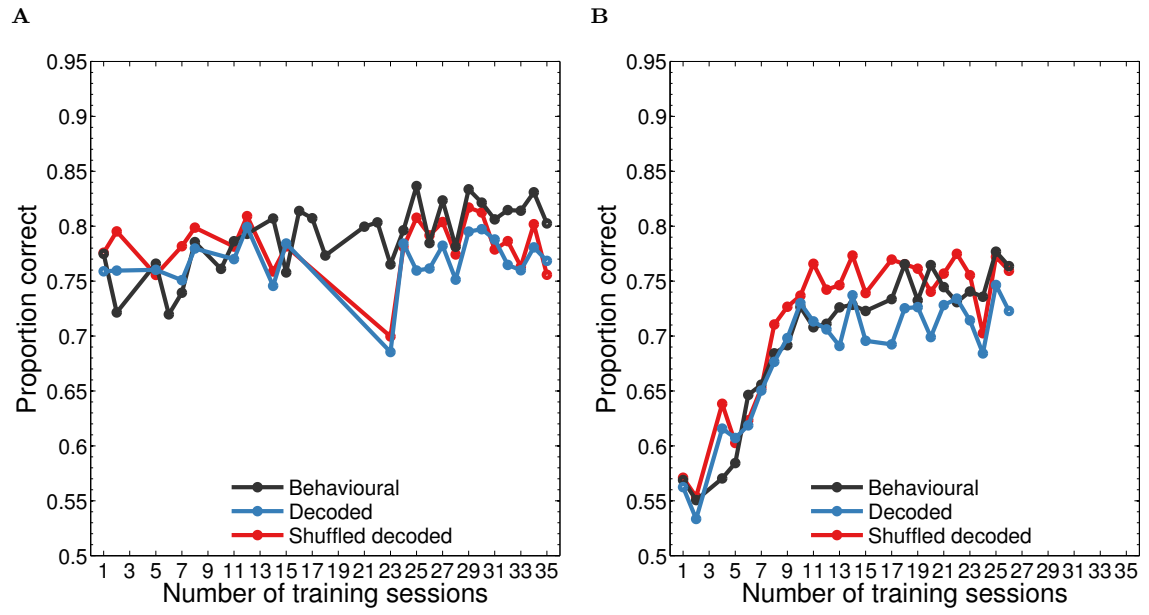 A
B
0.95
0.9
0.85
0.8
0.75
0.7
0.65
0.6
0.55
0.5
Proportion correct
Behavioural
Decoded
Shuffled decoded
1 3 5 7 9 11 13 15 17 19 21 23 25 27 29 31 33 35
Number of training sessions
0.95
0.9
0.85
0.8
0.75
0.7
0.65
0.6
0.55
0.5
Proportion correct
Behavioural
Decoded
Shuffled decoded
1 3 5 7 9 11 13 15 17 19 21 23 25 27 29 31 33 35
Number of training sessions